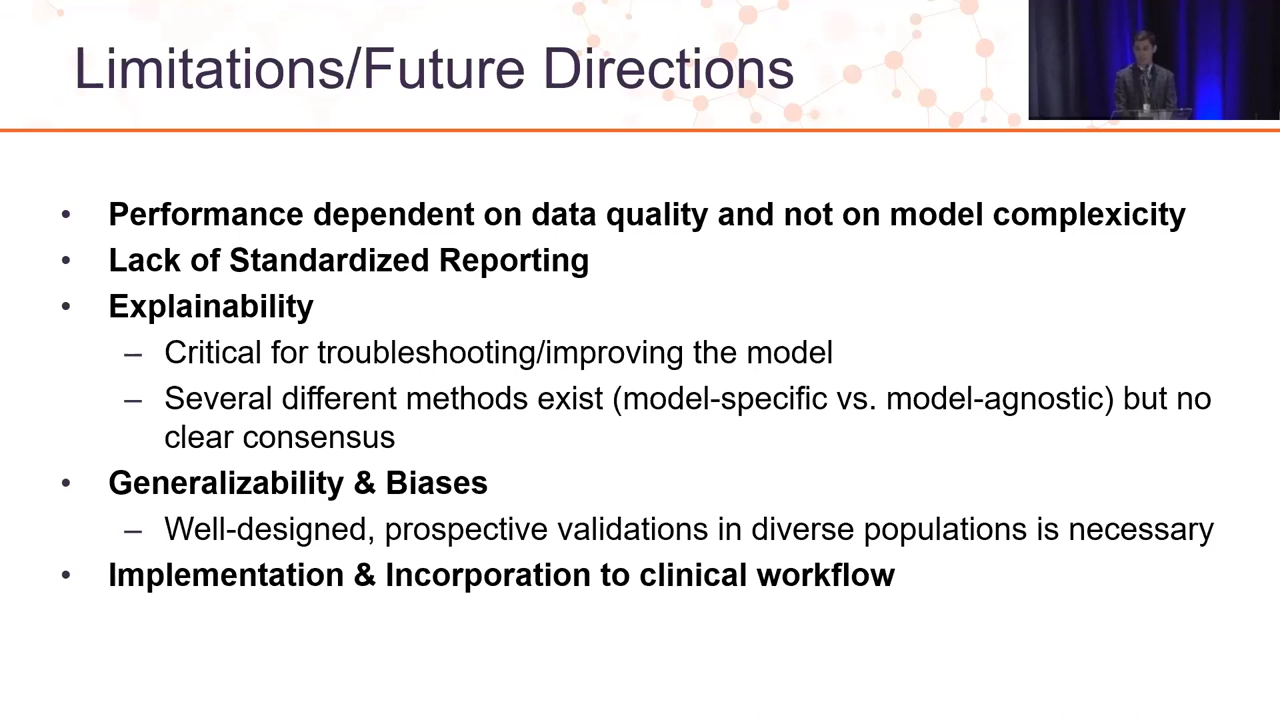 Limitations/Future Directions
• Performance dependent on data quality and not on model complexicity
• Lack of Standardized Reporting
• Explainability
– Critical for troubleshooting/improving the model
– Several different methods exist (model-specific vs. model-agnostic) but no
clear consensus
• Generalizability & Biases
– Well-designed, prospective validations in diverse populations is necessary
• Implementation & Incorporation to clinical workflow